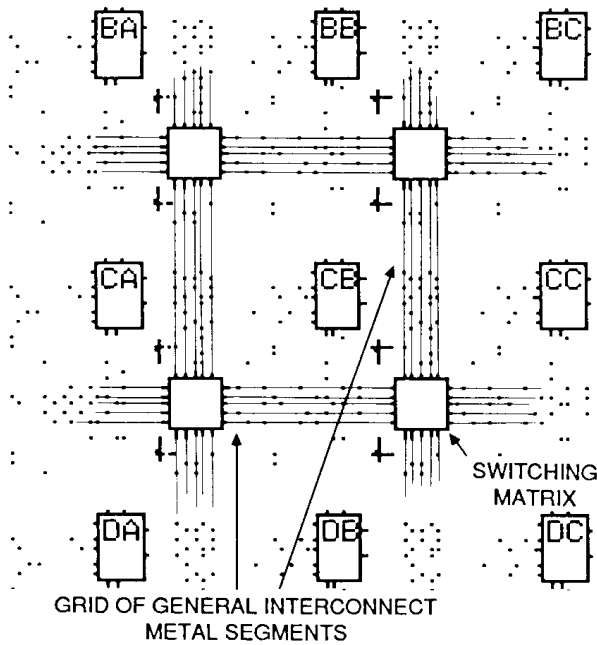 BA BB BC
CA CB CC
SWITCHING
MATRIX
DA DB DC
GRID OF GENERAL INTERCONNECT
METAL SEGMENTS